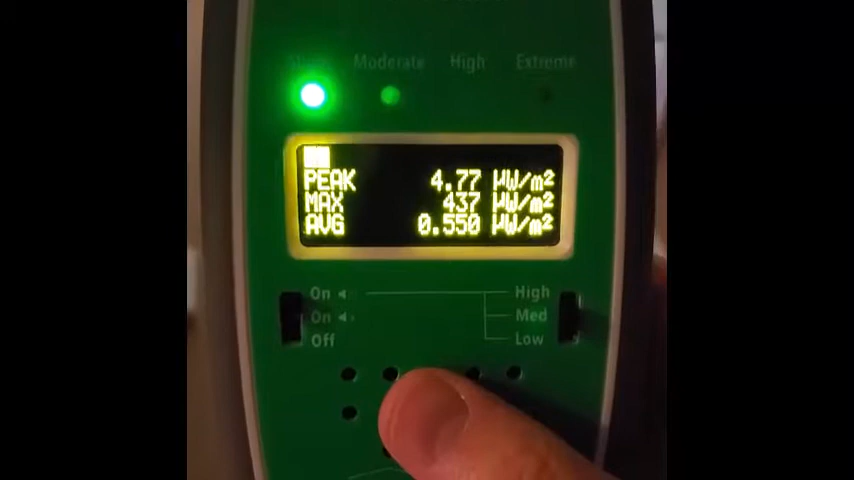 Moderate High Extreme
PEAK 4.77 µW/m²
MAX 437 µW/m²
AVG 0.550 µW/m²
On High
On Med
Off Low